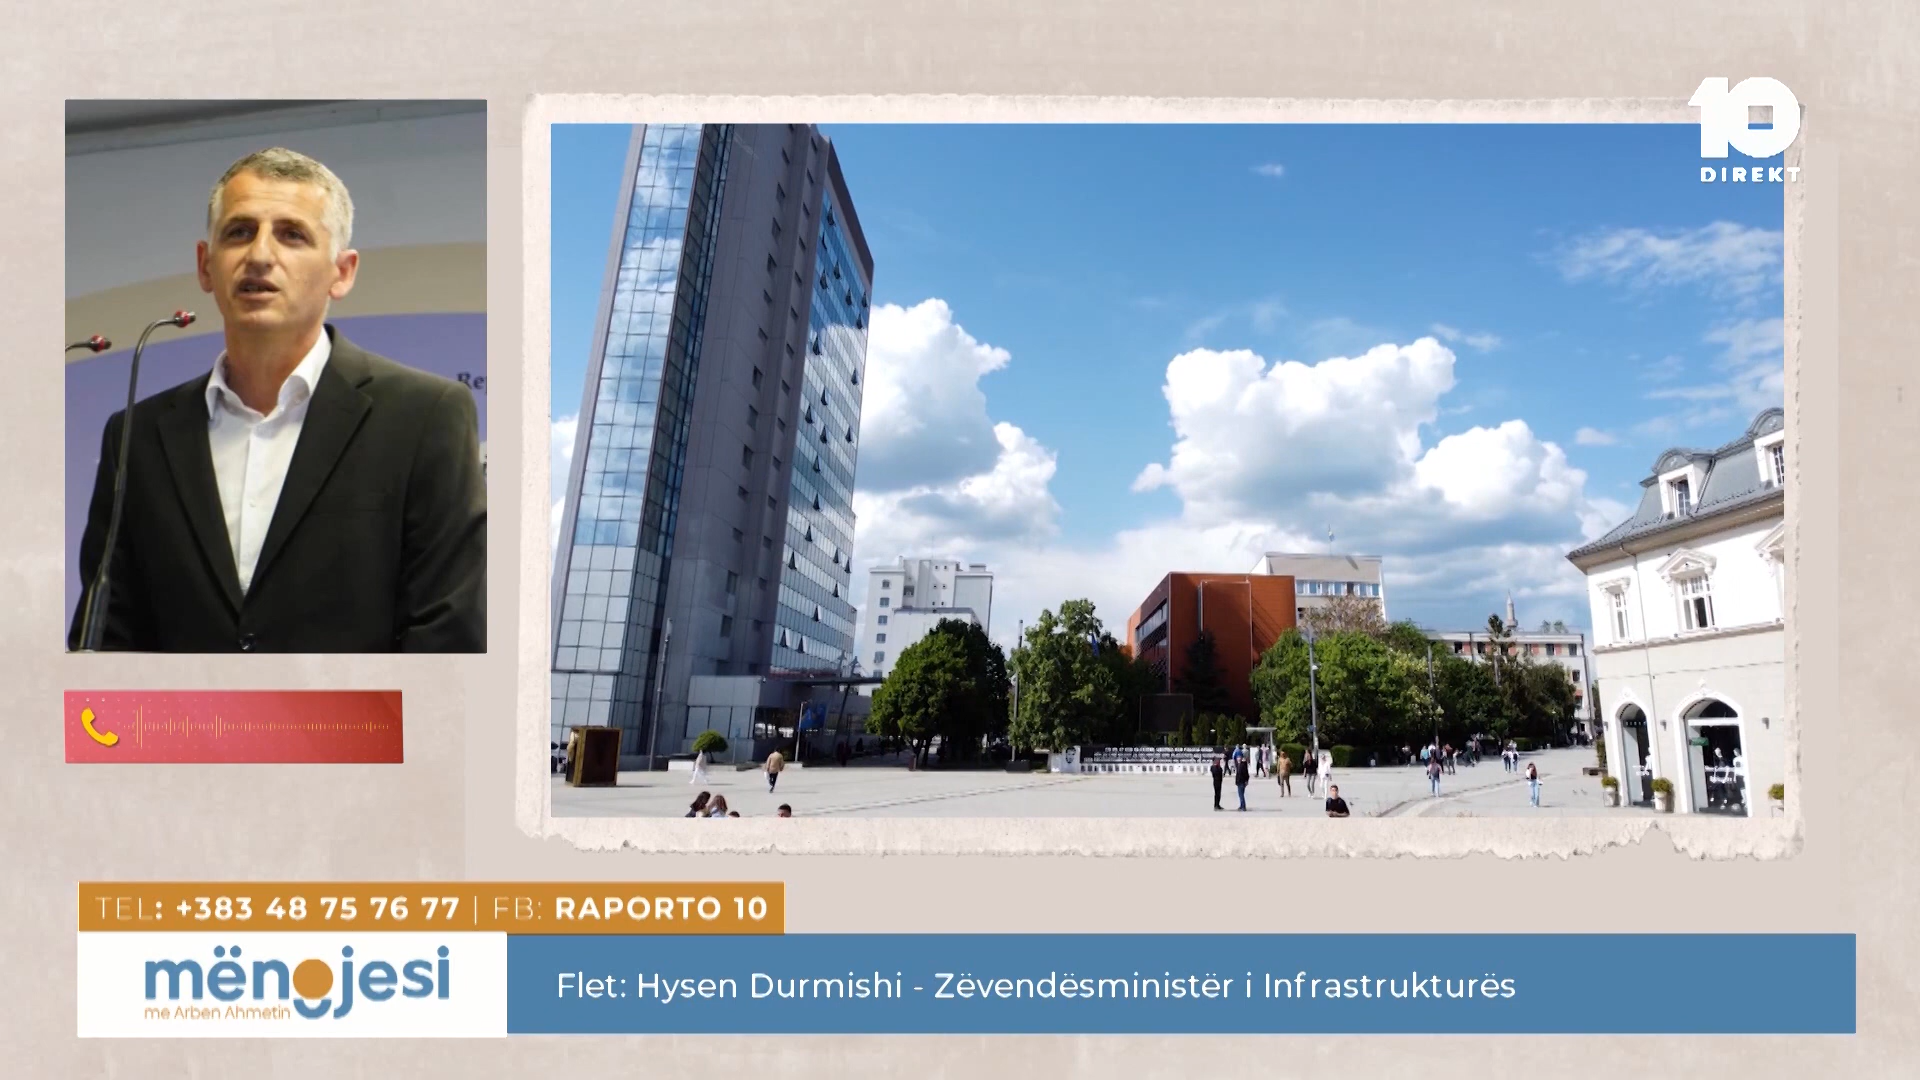 10
DIREKT
Re
TEL: +383 48 75 76 77 | FB: RAPORTO 10
mëngjesi
me Arben Ahmetin
Flet: Hysen Durmishi - Zëvendësministër i Infrastrukturës